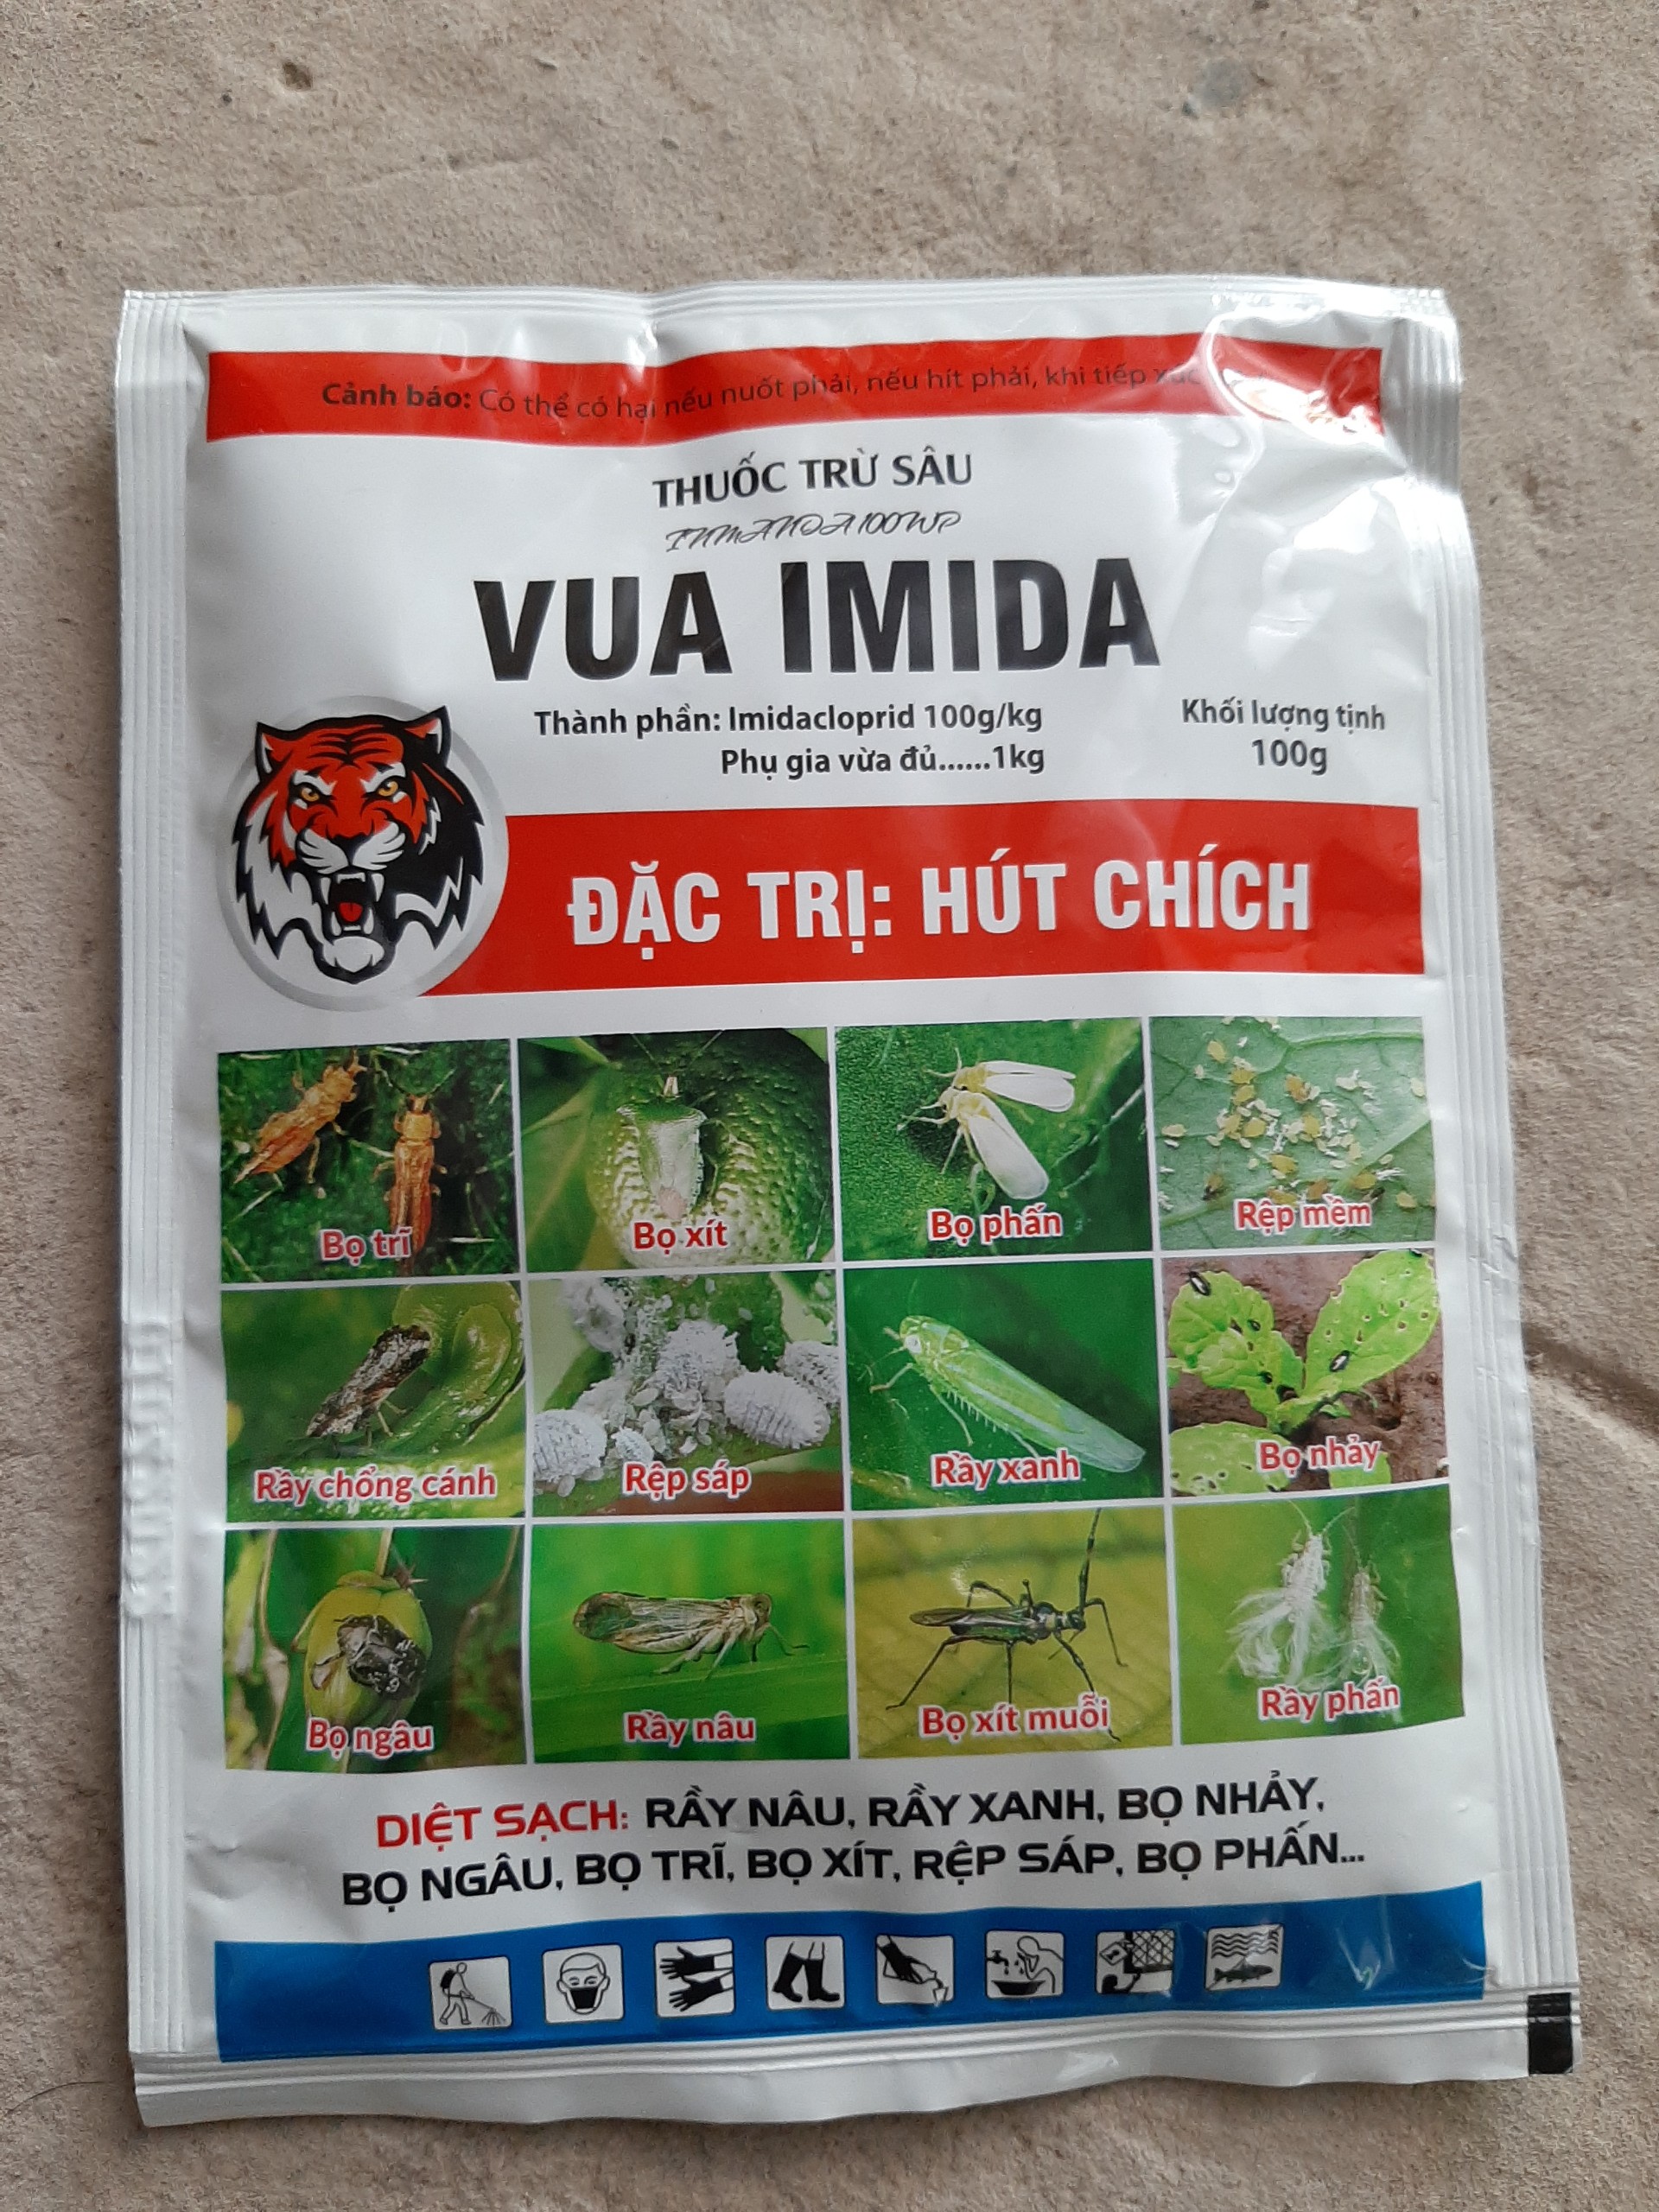 Cảnh báo: Có thể có hại nếu nuốt phải, nếu hít phải, khi tiếp xúc
THUỐC TRỪ SÂU
INMANDA 100WP
VUA IMIDA
Thành phần: Imidacloprid 100g/kg
Phụ gia vừa đủ......1kg
Khối lượng tịnh
100g
ĐẶC TRỊ: HÚT CHÍCH
Bọ trĩ
Bọ xít
Bọ phấn
Rệp mềm
Rầy chổng cánh
Rệp sáp
Rầy xanh
Bọ nhảy
Bọ ngâu
Rầy nâu
Bọ xít muỗi
Rầy phấn
DIỆT SẠCH: RẦY NÂU, RẦY XANH, BỌ NHẢY,
BỌ NGÂU, BỌ TRĨ, BỌ XÍT, RỆP SÁP, BỌ PHẤN...